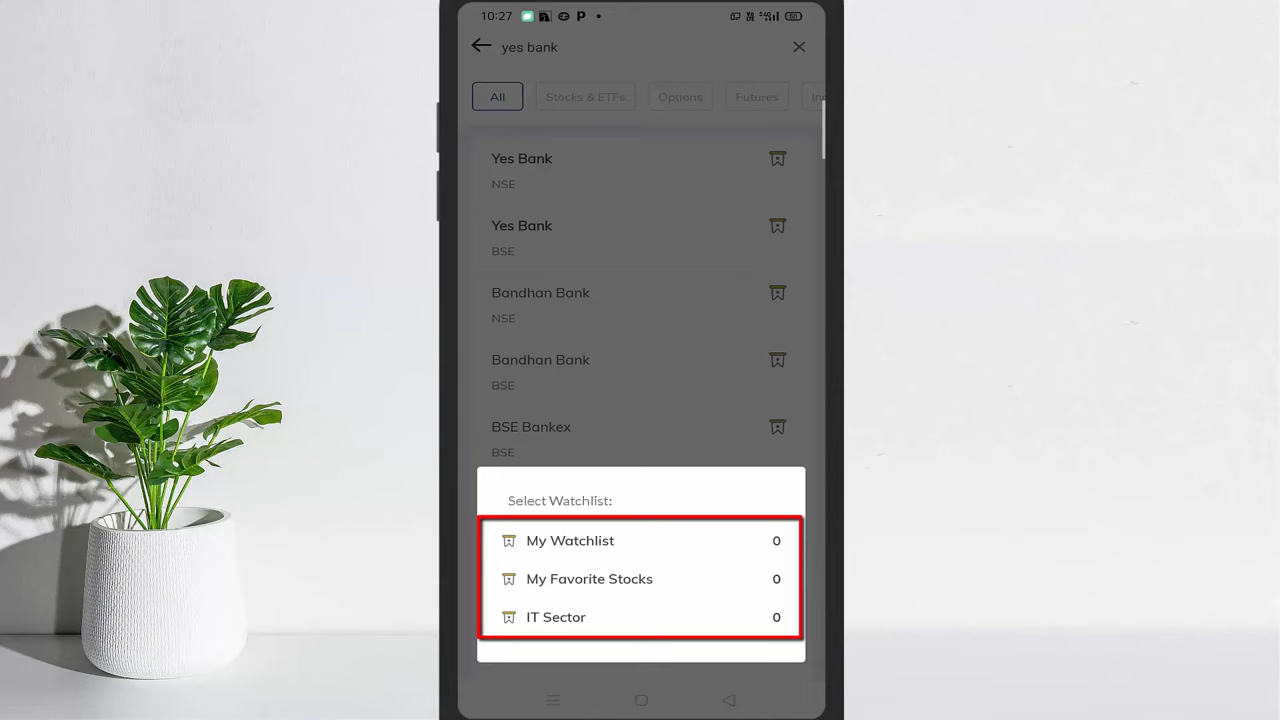 10:27
yes bank
All Stocks & ETFs Options Futures
Yes Bank
NSE
Yes Bank
BSE
Bandhan Bank
NSE
Bandhan Bank
BSE
BSE Bankex
BSE
Select Watchlist:
My Watchlist 0
My Favorite Stocks 0
IT Sector 0